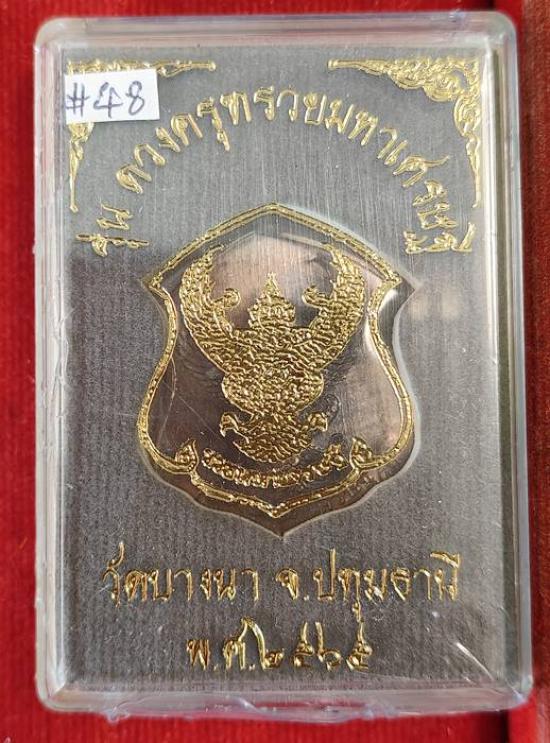 #48
รุ่น ดวงครุฑรวยมหาเศรษฐี
วัดบางนา จ.ปทุมธานี
พ.ศ.๒๕๖๕